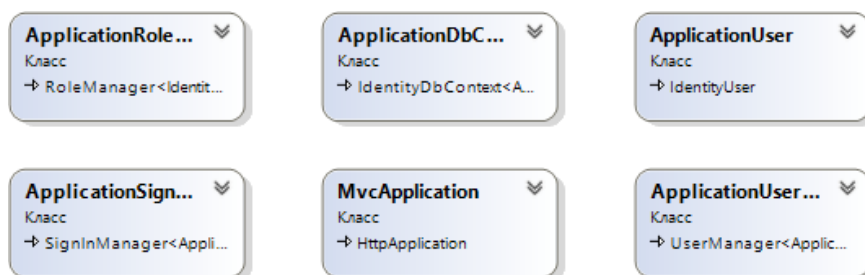 ApplicationRole...
Класс
RoleManager<Identit...
ApplicationDbC...
Класс
IdentityDbContext<A...
ApplicationUser
Класс
IdentityUser
ApplicationSign...
Класс
SignInManager<Appli...
MvcApplication
Класс
HttpApplication
ApplicationUser...
Класс
UserManager<Applic...